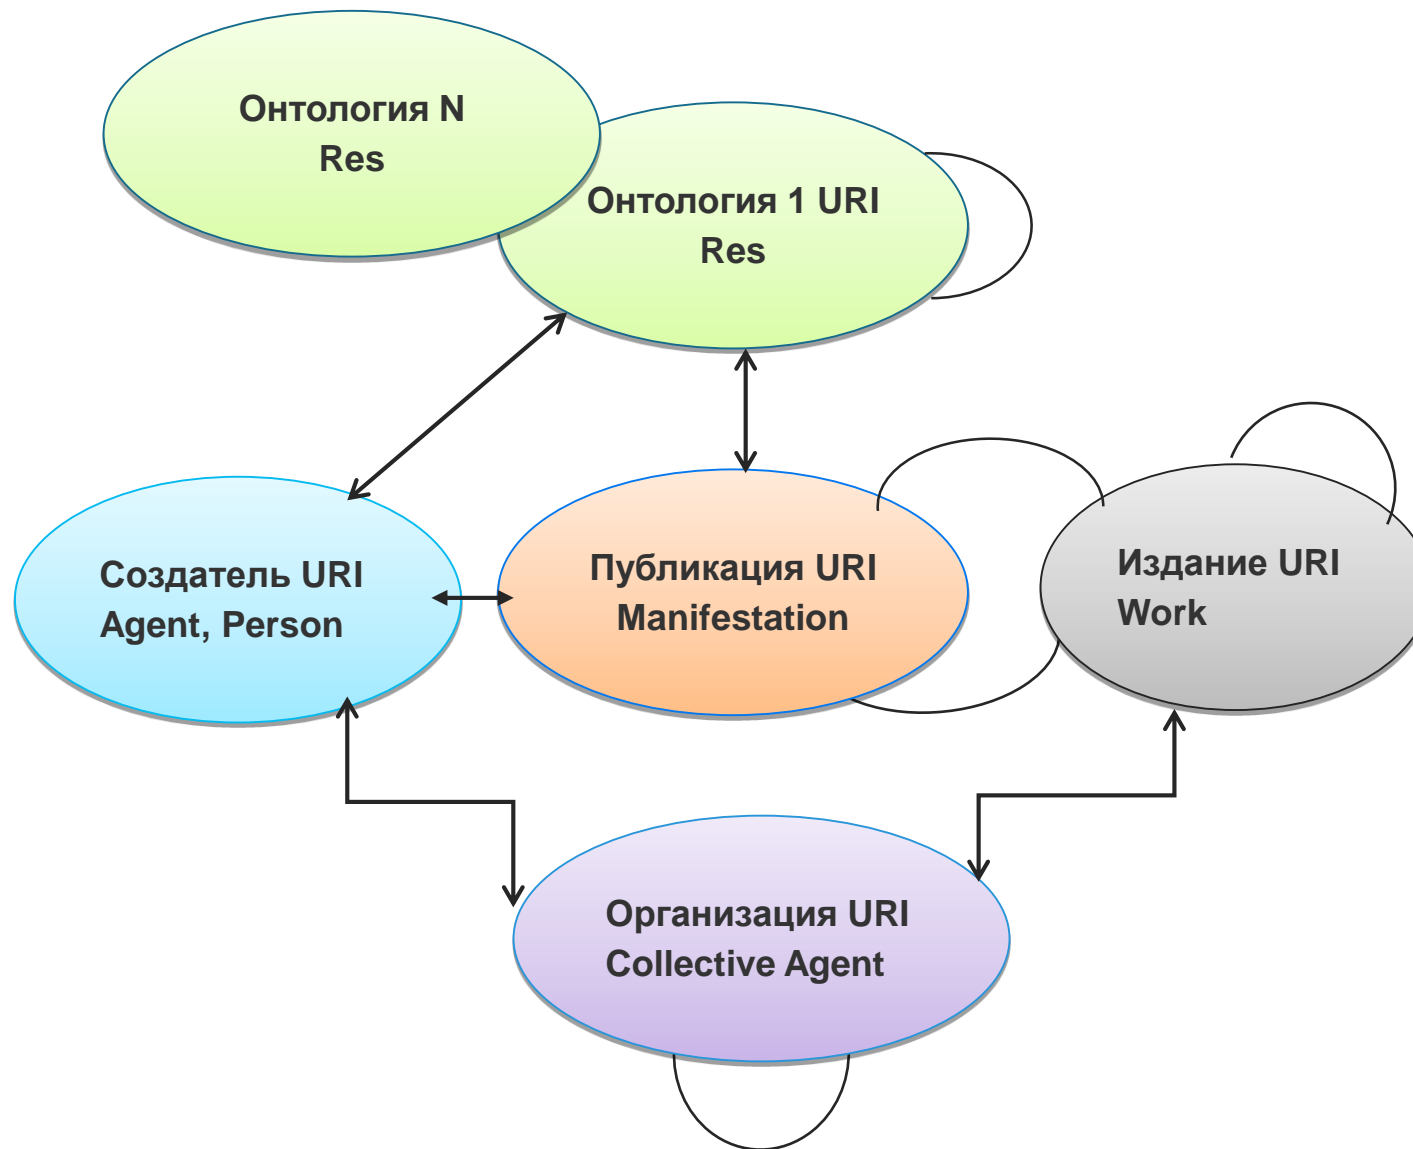 Онтология N
Res
Онтология 1 URI
Res
Создатель URI
Agent, Person
Публикация URI
Manifestation
Издание URI
Work
Организация URI
Collective Agent